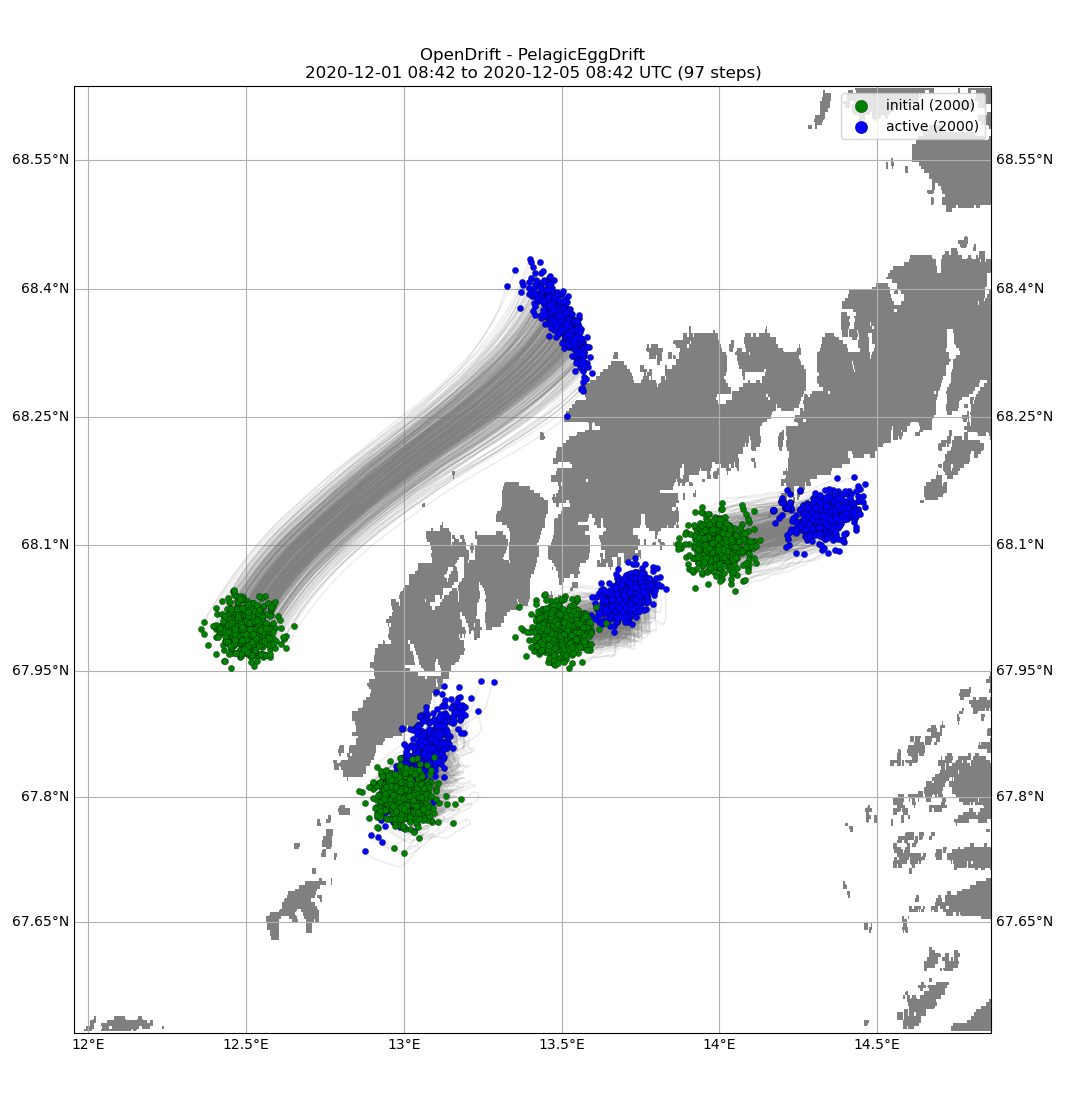 OpenDrift - PelagicEggDrift
2020-12-01 08:42 to 2020-12-05 08:42 UTC (97 steps)
initial (2000)
active (2000)
68.55°N
68.55°N
68.4°N
68.4°N
68.25°N
68.25°N
68.1°N
68.1°N
67.95°N
67.95°N
67.8°N
67.8°N
67.65°N
67.65°N
12°E
12.5°E
13°E
13.5°E
14°E
14.5°E